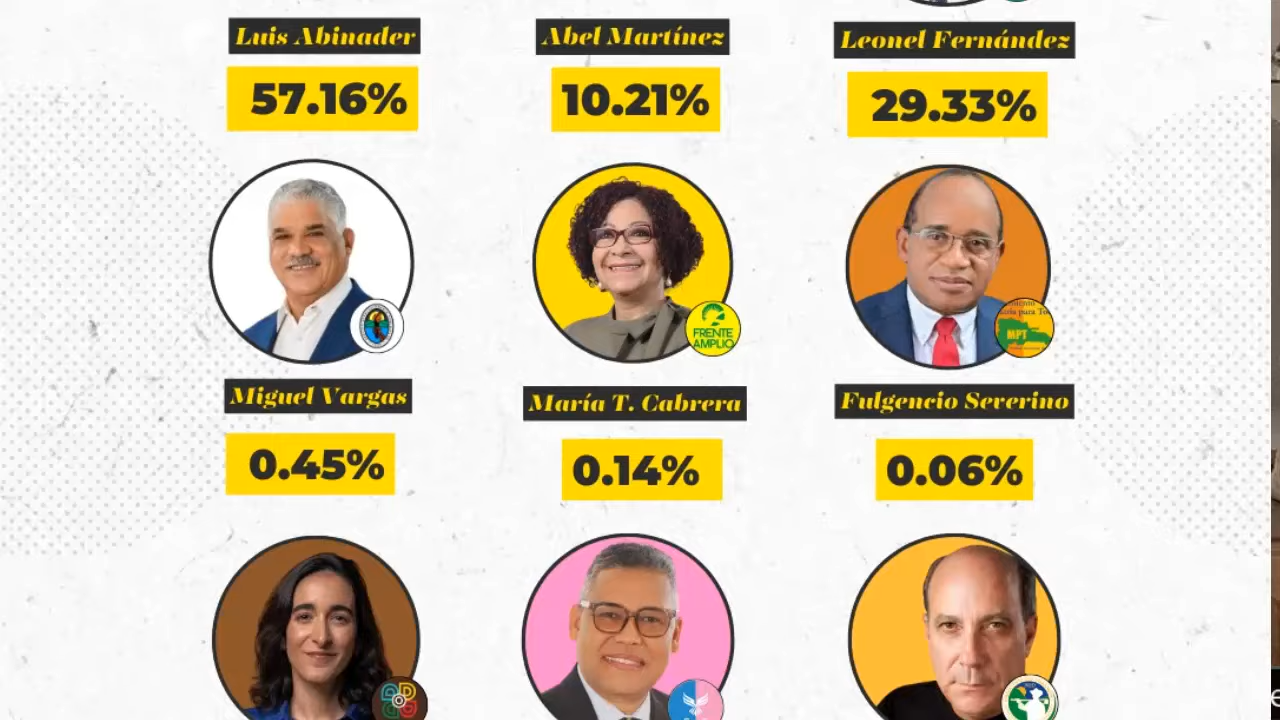 Luis Abinader
Abel Martínez
Leonel Fernández
57.16%
10.21%
29.33%
FRENTE
AMPLIO
MPT
Miguel Vargas
María T. Cabrera
Fulgencio Severino
0.45%
0.14%
0.06%